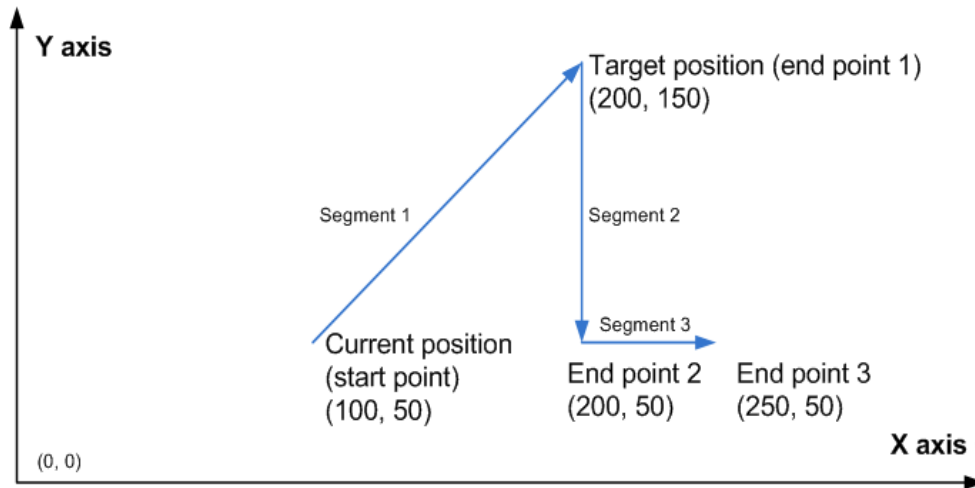 Y axis
Target position (end point 1)
(200, 150)
Segment 1
Segment 2
Segment 3
Current position
(start point)
(100, 50)
End point 2
(200, 50)
End point 3
(250, 50)
X axis
(0, 0)